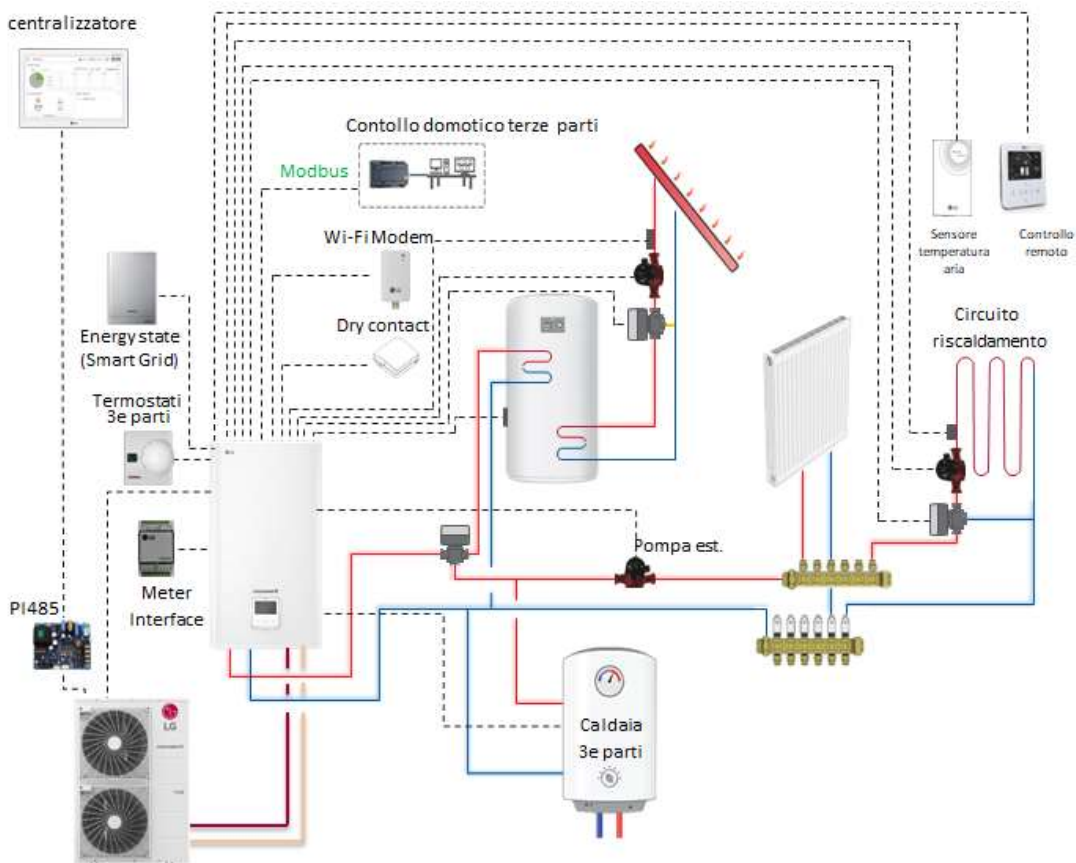 centralizzatore
Contollo domotico terze parti
Modbus
Wi-Fi Modem
Sensore
temperatura
aria
Controllo
remoto
Energy state
(Smart Grid)
Dry contact
Circuito
riscaldamento
Termostati
3e parti
Pompa est.
Meter
Interface
PI485
LG
Caldaia
3e parti